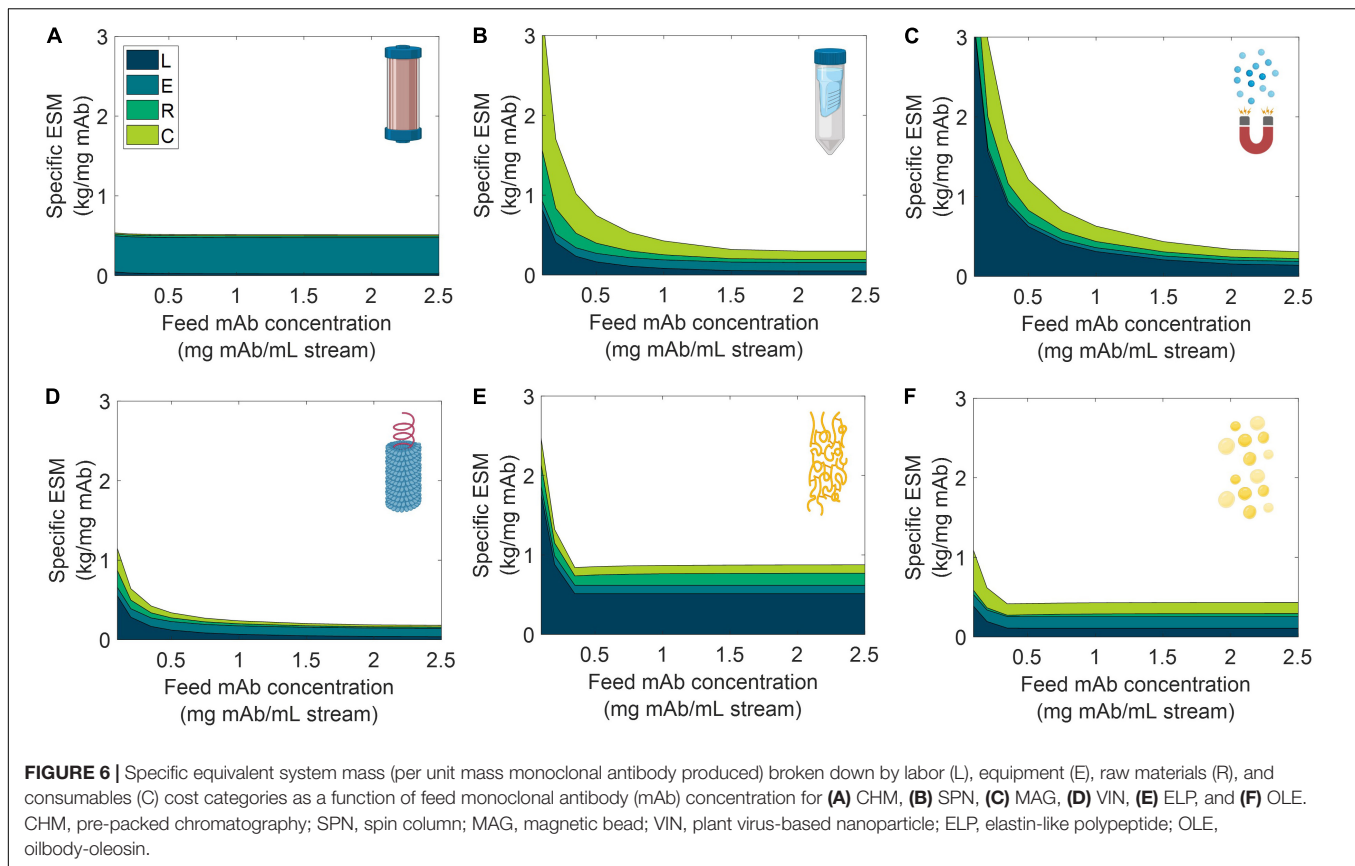 A
3
2
1
0
Specific ESM
(kg/mg mAb)
L
E
R
C
0.5 1 1.5 2 2.5
Feed mAb concentration
(mg mAb/mL stream)
B
3
2
1
0
Specific ESM
(kg/mg mAb)
0.5 1 1.5 2 2.5
Feed mAb concentration
(mg mAb/mL stream)
C
3
2
1
0
Specific ESM
(kg/mg mAb)
0.5 1 1.5 2 2.5
Feed mAb concentration
(mg mAb/mL stream)
D
3
2
1
0
Specific ESM
(kg/mg mAb)
0.5 1 1.5 2 2.5
Feed mAb concentration
(mg mAb/mL stream)
E
3
2
1
0
Specific ESM
(kg/mg mAb)
0.5 1 1.5 2 2.5
Feed mAb concentration
(mg mAb/mL stream)
F
3
2
1
0
Specific ESM
(kg/mg mAb)
0.5 1 1.5 2 2.5
Feed mAb concentration
(mg mAb/mL stream)
FIGURE 6 | Specific equivalent system mass (per unit mass monoclonal antibody produced) broken down by labor (L), equipment (E), raw materials (R), and
consumables (C) cost categories as a function of feed monoclonal antibody (mAb) concentration for (A) CHM, (B) SPN, (C) MAG, (D) VIN, (E) ELP, and (F) OLE.
CHM, pre-packed chromatography; SPN, spin column; MAG, magnetic bead; VIN, plant virus-based nanoparticle; ELP, elastin-like polypeptide; OLE,
oilbody-oleosin.